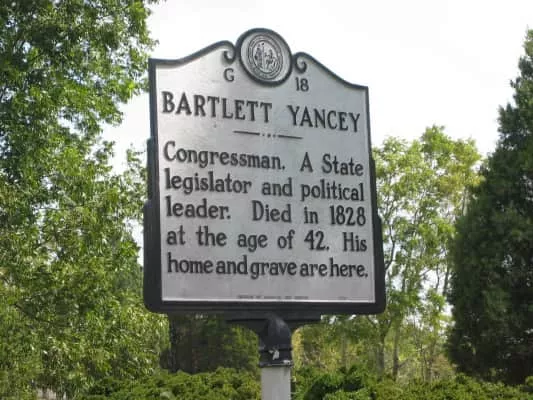 G 18
BARTLETT YANCEY
Congressman. A State
legislator and political
leader. Died in 1828
at the age of 42. His
home and grave are here.